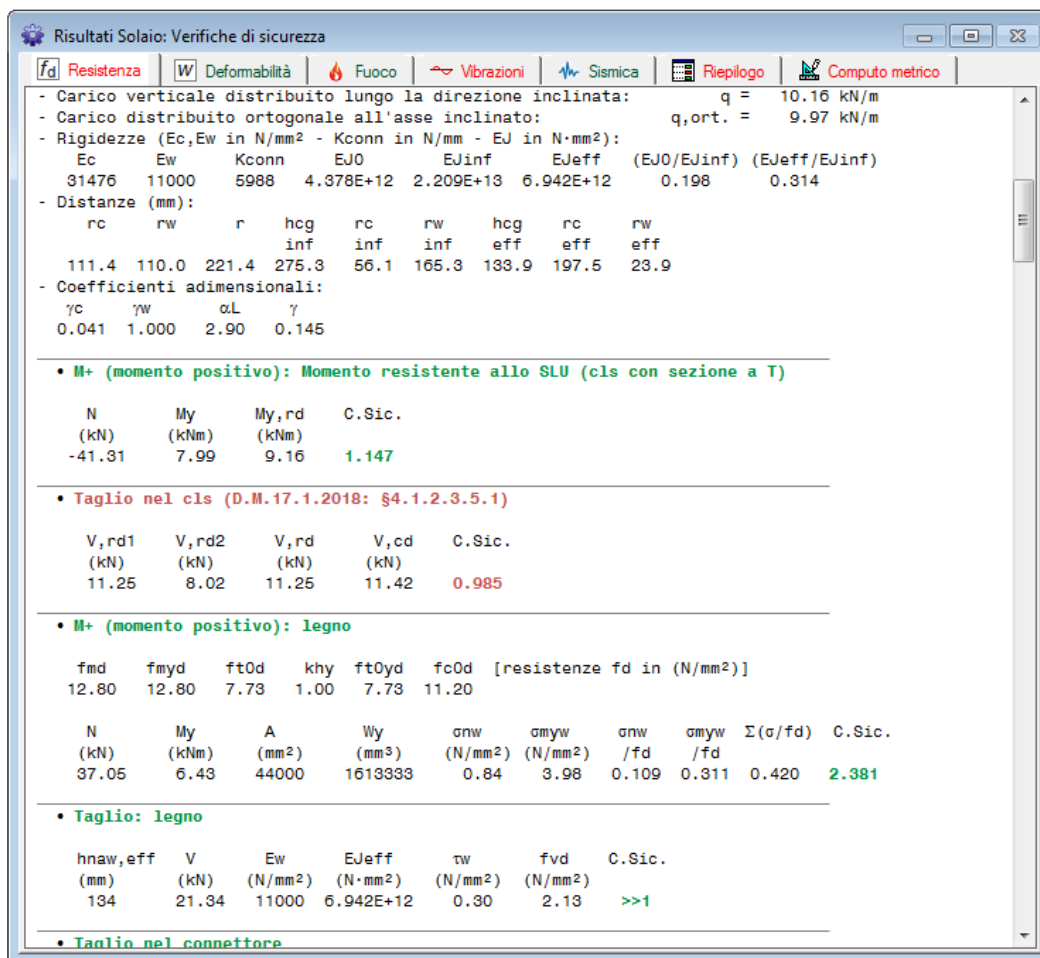 Risultati Solaio: Verifiche di sicurezza
fd Resistenza W Deformabilità Fuoco Vibrazioni Sismica Riepilogo Computo metrico
- Carico verticale distribuito lungo la direzione inclinata: q = 10.16 kN/m
- Carico distribuito ortogonale all'asse inclinato: q,ort. = 9.97 kN/m
- Rigidezze (Ec,Ew in N/mm² - Kconn in N/mm - EJ in N·mm²):
Ec Ew Kconn EJ0 EJinf EJeff (EJ0/EJinf) (EJeff/EJinf)
31476 11000 5988 4.378E+12 2.209E+13 6.942E+12 0.198 0.314
- Distanze (mm):
rc rw r hcg rc rw hcg rc rw
inf inf inf eff eff eff
111.4 110.0 221.4 275.3 56.1 165.3 133.9 197.5 23.9
- Coefficienti adimensionali:
γc γw αL γ
0.041 1.000 2.90 0.145
• M+ (momento positivo): Momento resistente allo SLU (cls con sezione a T)
N My My,rd C.Sic.
(kN) (kNm) (kNm)
-41.31 7.99 9.16 1.147
• Taglio nel cls (D.M.17.1.2018: §4.1.2.3.5.1)
V,rd1 V,rd2 V,rd V,cd C.Sic.
(kN) (kN) (kN) (kN)
11.25 8.02 11.25 11.42 0.985
• M+ (momento positivo): legno
fmd fmyd ft0d khy ft0yd fc0d [resistenze fd in (N/mm²)]
12.80 12.80 7.73 1.00 7.73 11.20
N My A Wy σnw σmyw σnw σmyw Σ(σ/fd) C.Sic.
(kN) (kNm) (mm²) (mm³) (N/mm²) (N/mm²) /fd /fd
37.05 6.43 44000 1613333 0.84 3.98 0.109 0.311 0.420 2.381
• Taglio: legno
hnaw,eff V Ew EJeff τw fvd C.Sic.
(mm) (kN) (N/mm²) (N·mm²) (N/mm²) (N/mm²)
134 21.34 11000 6.942E+12 0.30 2.13 >>1
• Taglio nel connettore